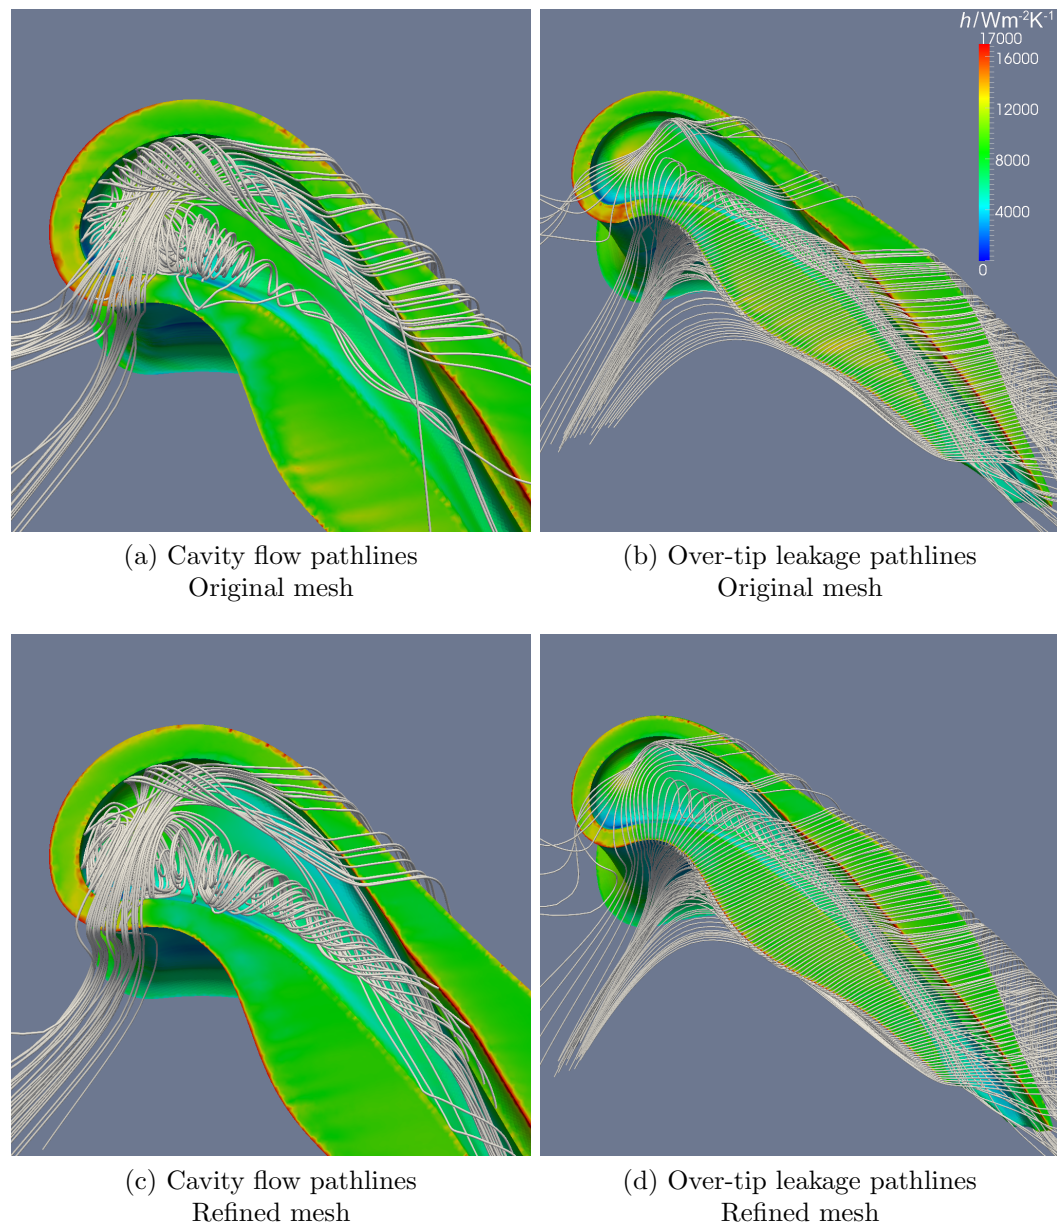 h/Wm⁻²K⁻¹
17000
16000
12000
8000
4000
0
(a) Cavity flow pathlines
Original mesh
(b) Over-tip leakage pathlines
Original mesh
(c) Cavity flow pathlines
Refined mesh
(d) Over-tip leakage pathlines
Refined mesh